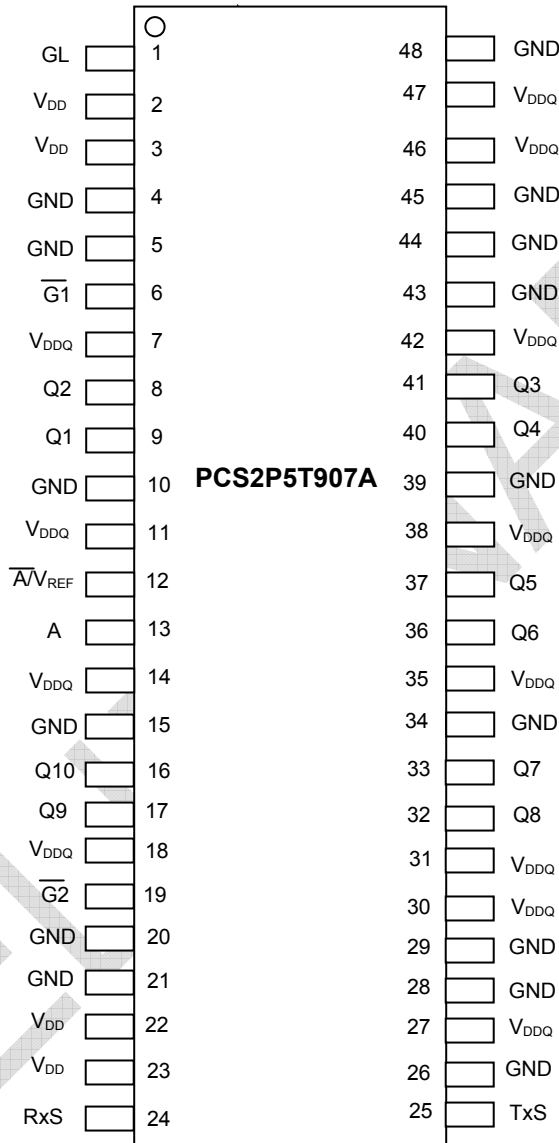 GL 1 48 GND
VDD 2 47 VDDQ
VDD 3 46 VDDQ
GND 4 45 GND
GND 5 44 GND
G̅1 6 43 GND
VDDQ 7 42 VDDQ
Q2 8 41 Q3
Q1 9 40 Q4
GND 10 PCS2P5T907A 39 GND
VDDQ 11 38 VDDQ
A̅/VREF 12 37 Q5
A 13 36 Q6
VDDQ 14 35 VDDQ
GND 15 34 GND
Q10 16 33 Q7
Q9 17 32 Q8
VDDQ 18 31 VDDQ
G̅2 19 30 VDDQ
GND 20 29 GND
GND 21 28 GND
VDD 22 27 VDDQ
VDD 23 26 GND
RxS 24 25 TxS